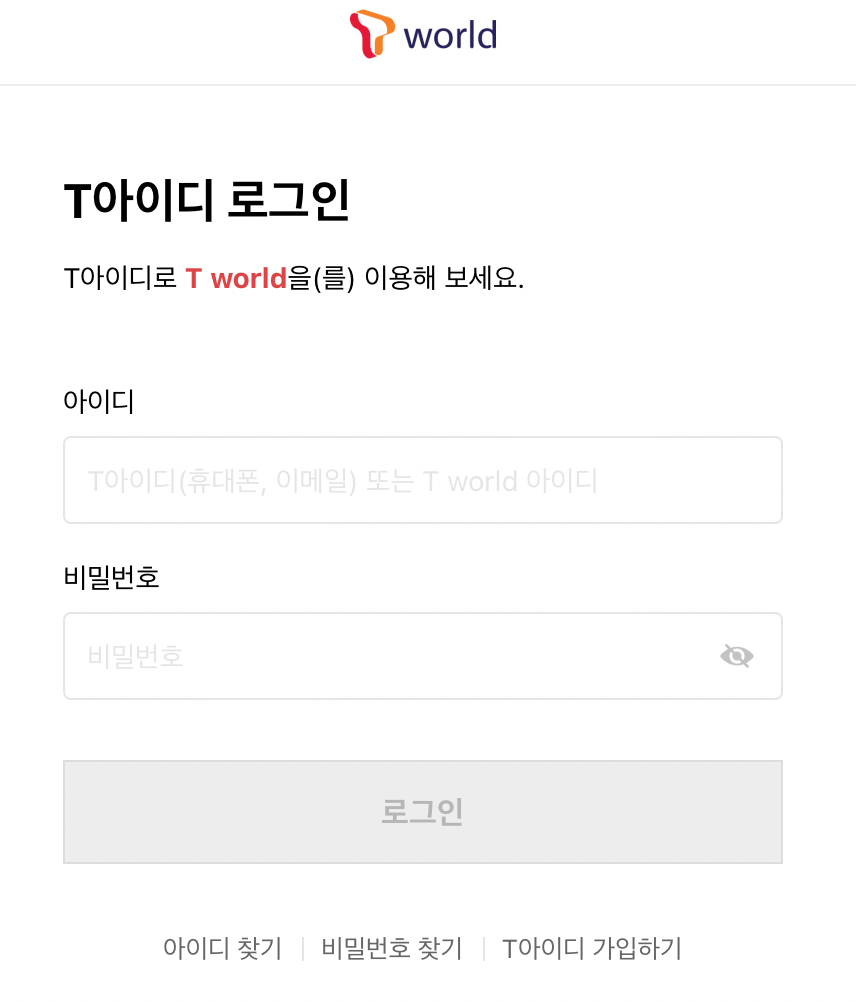 T world
T아이디 로그인
T아이디로 T world을(를) 이용해 보세요.
아이디
T아이디(휴대폰, 이메일) 또는 T world 아이디
비밀번호
비밀번호
로그인
아이디 찾기 | 비밀번호 찾기 | T아이디 가입하기